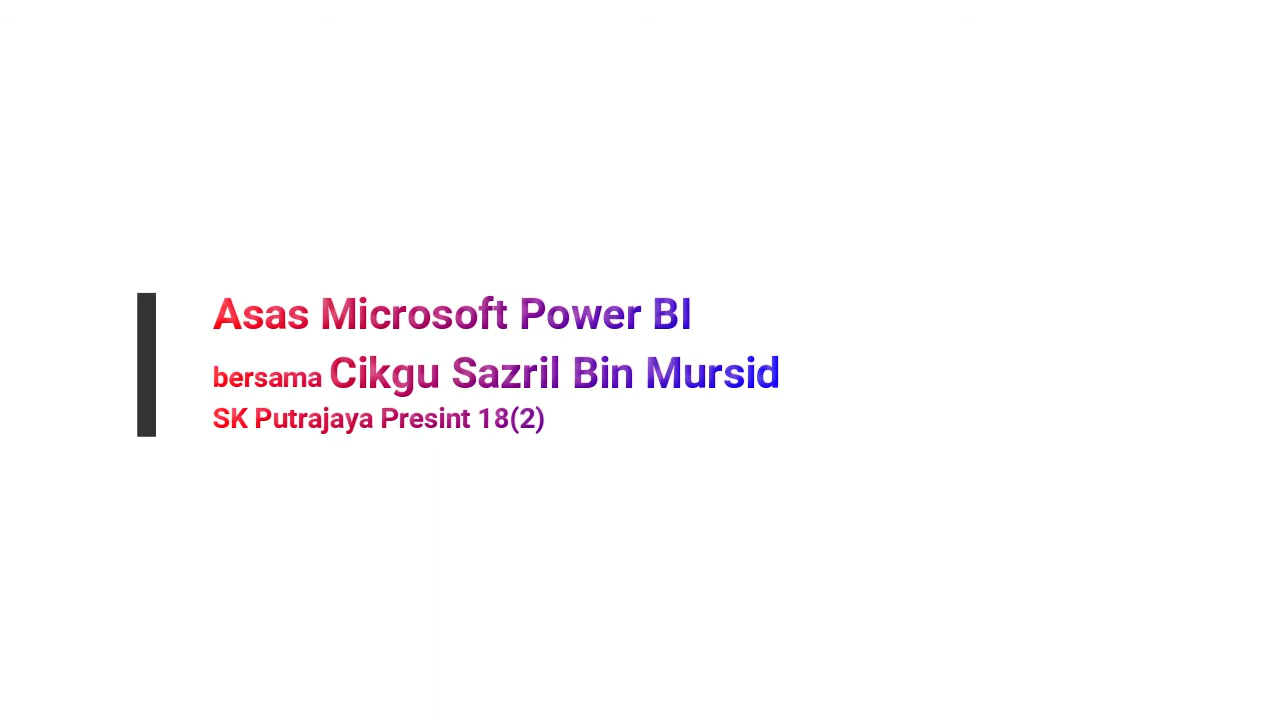 Asas Microsoft Power BI
bersama Cikgu Sazril Bin Mursid
SK Putrajaya Presint 18(2)